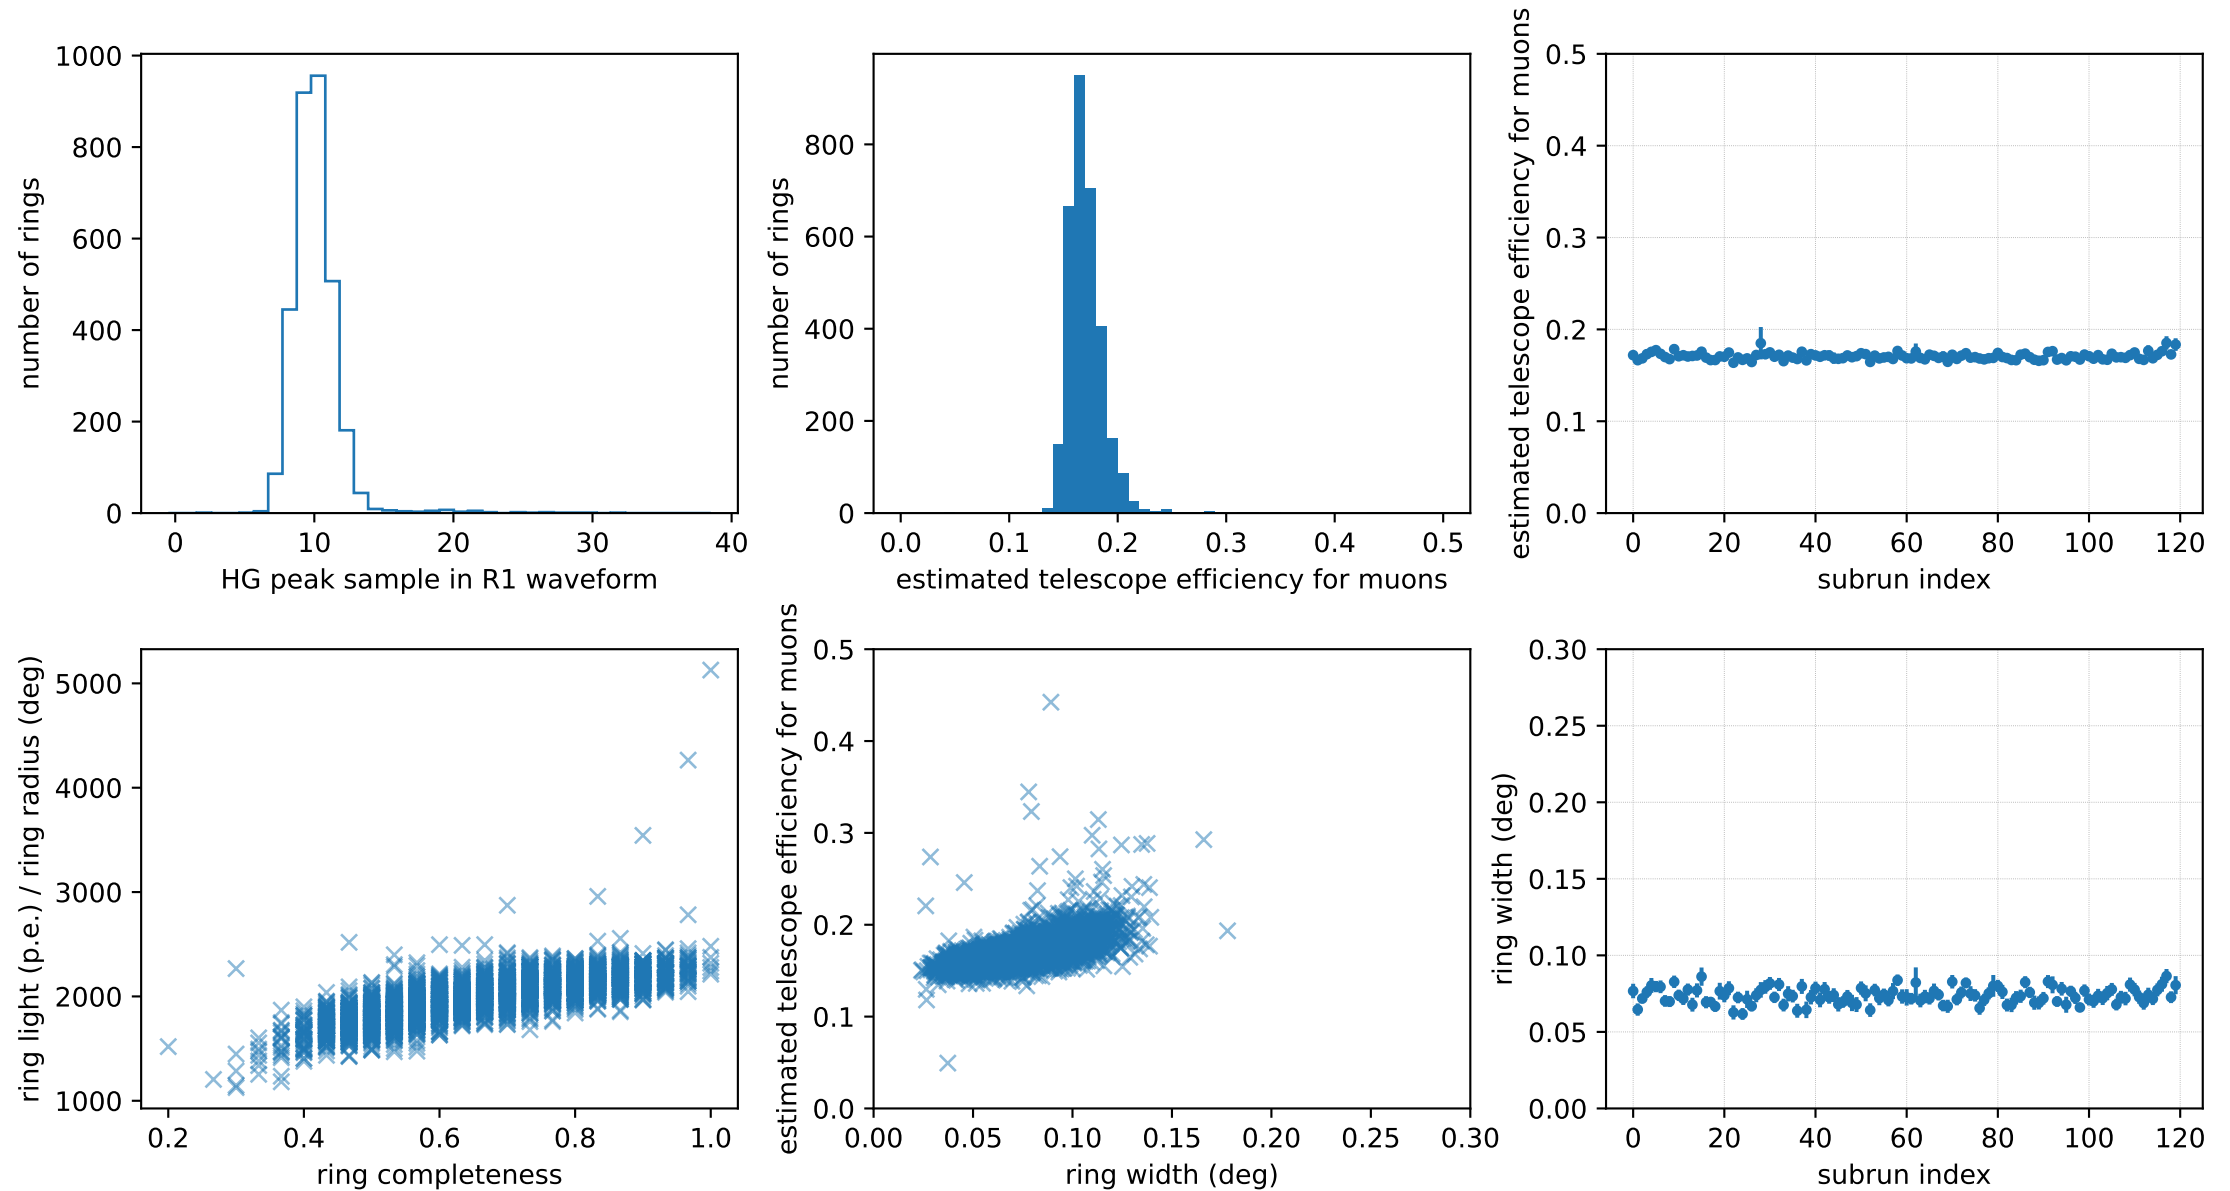 1000
800
600
400
200
0
number of rings
0 10 20 30 40
HG peak sample in R1 waveform
800
600
400
200
0
number of rings
0.0 0.1 0.2 0.3 0.4 0.5
estimated telescope efficiency for muons
0.5
0.4
0.3
0.2
0.1
0.0
estimated telescope efficiency for muons
0 20 40 60 80 100 120
subrun index
5000
4000
3000
2000
1000
ring light (p.e.) / ring radius (deg)
0.2 0.4 0.6 0.8 1.0
ring completeness
0.5
0.4
0.3
0.2
0.1
0.0
estimated telescope efficiency for muons
0.00 0.05 0.10 0.15 0.20 0.25 0.30
ring width (deg)
0.30
0.25
0.20
0.15
0.10
0.05
0.00
ring width (deg)
0 20 40 60 80 100 120
subrun index